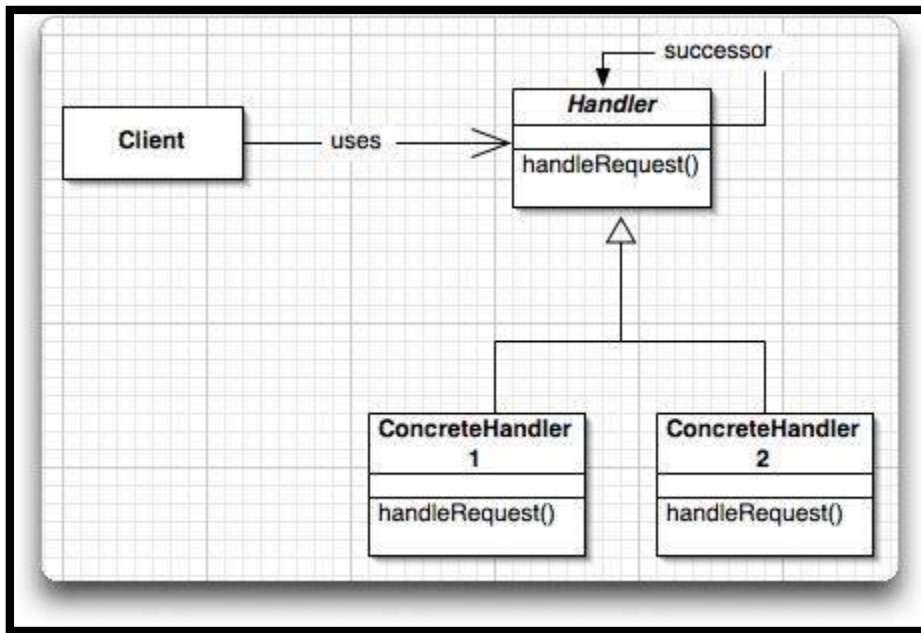 successor
Handler
Client
uses
handleRequest()
ConcreteHandler
1
handleRequest()
ConcreteHandler
2
handleRequest()